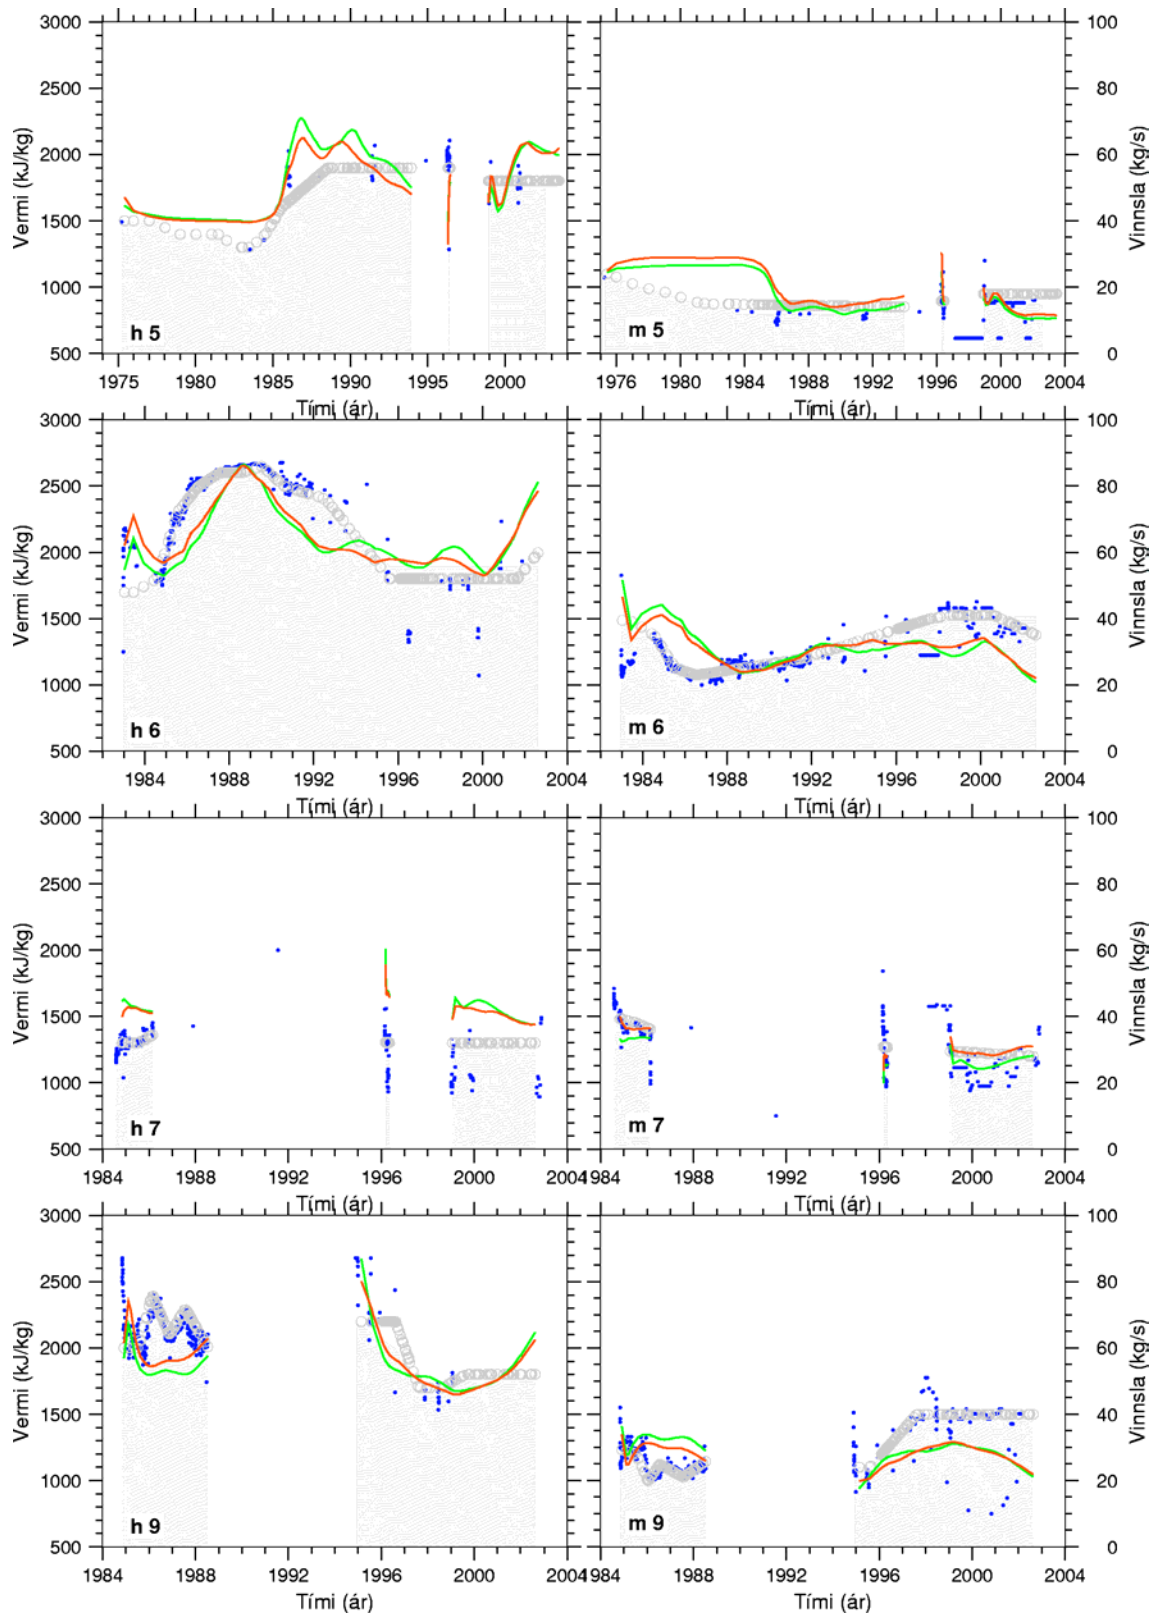 3000
2500
2000
1500
1000
500
Vermi (kJ/kg)
h 5
1975 1980 1985 1990 1995 2000
Tími (ár)
100
80
60
40
20
0
Vinnsla (kg/s)
m 5
1976 1980 1984 1988 1992 1996 2000 2004
Tími (ár)
3000
2500
2000
1500
1000
500
Vermi (kJ/kg)
h 6
1984 1988 1992 1996 2000 2004
Tími (ár)
100
80
60
40
20
0
Vinnsla (kg/s)
m 6
1984 1988 1992 1996 2000 2004
Tími (ár)
3000
2500
2000
1500
1000
500
Vermi (kJ/kg)
h 7
1984 1988 1992 1996 2000 2004
Tími (ár)
100
80
60
40
20
0
Vinnsla (kg/s)
m 7
1984 1988 1992 1996 2000 2004
Tími (ár)
3000
2500
2000
1500
1000
500
Vermi (kJ/kg)
h 9
1984 1988 1992 1996 2000 2004
Tími (ár)
100
80
60
40
20
0
Vinnsla (kg/s)
m 9
1984 1988 1992 1996 2000 2004
Tími (ár)